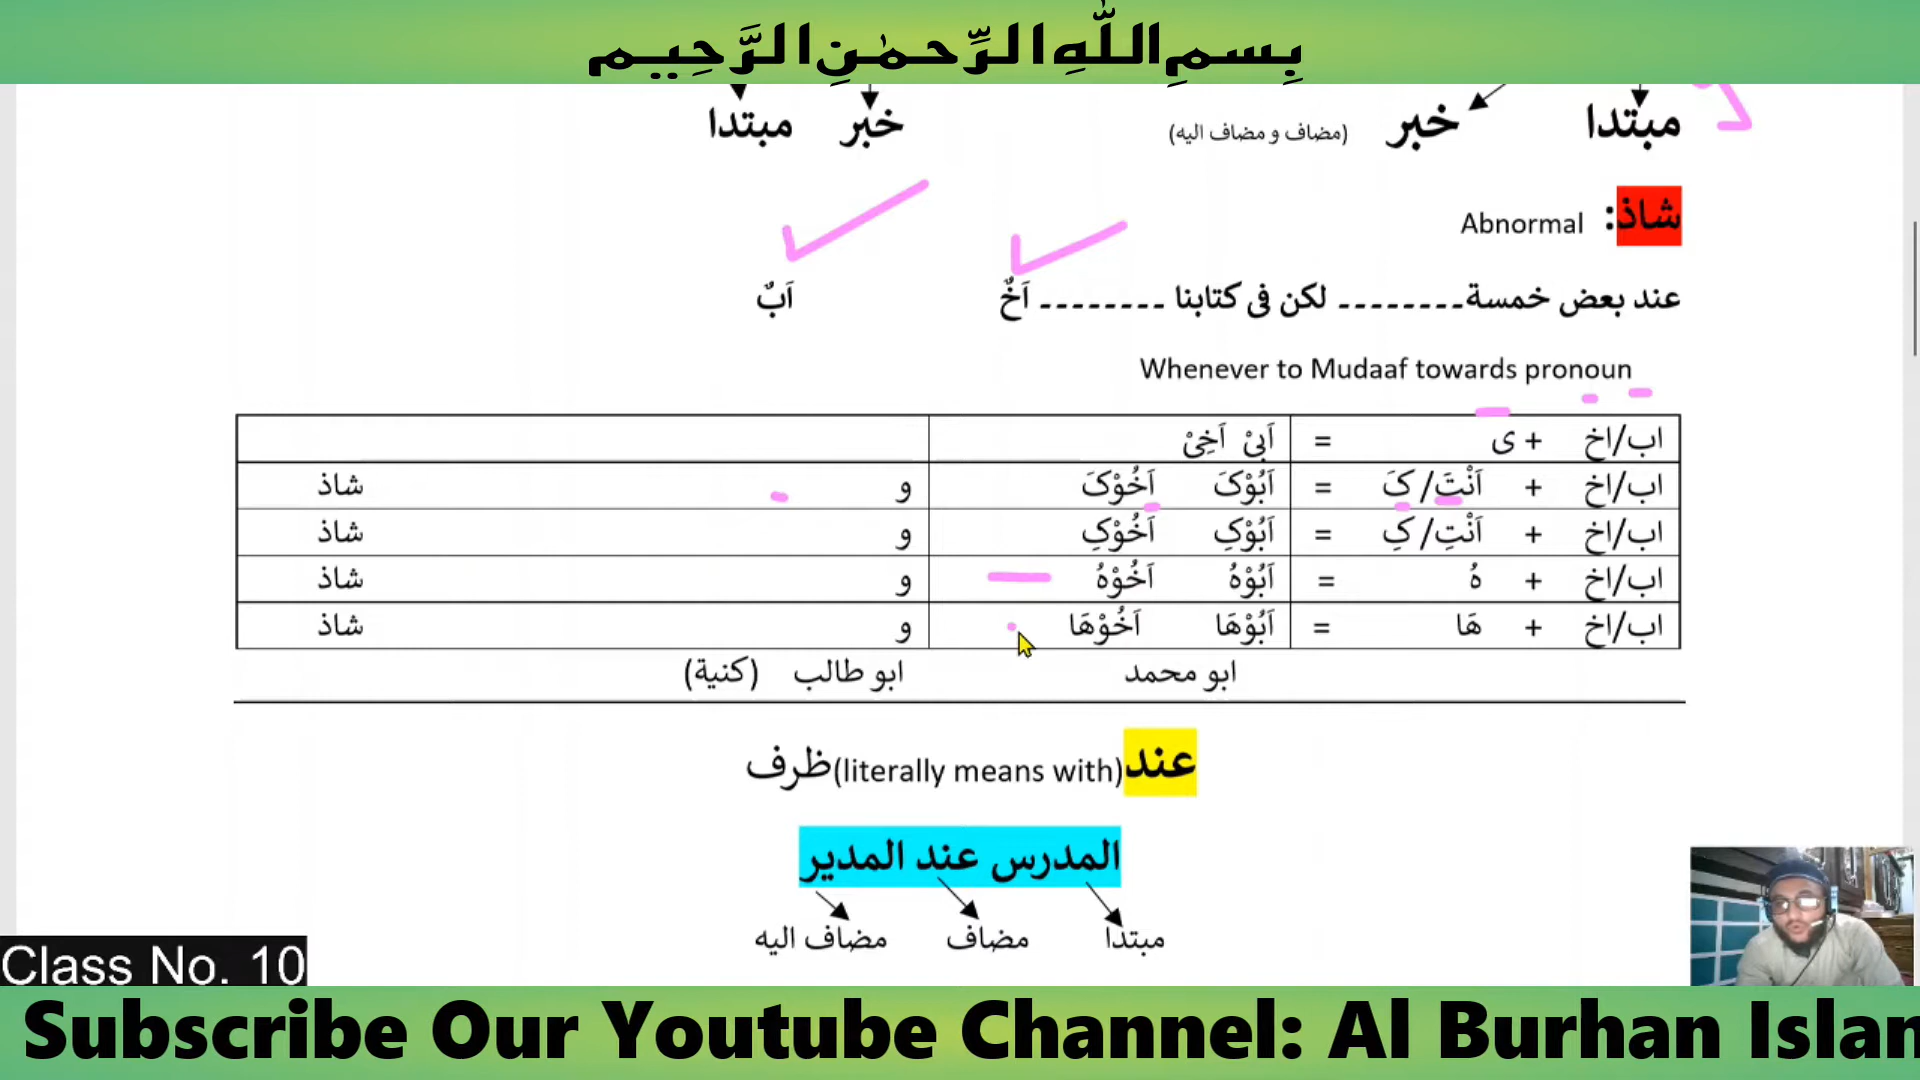 بِسمِ اللّٰهِ الرَّحمٰنِ الرَّحِيم
مبتدا خبر (مضاف و مضاف اليه) خبر مبتدا
شاذ: Abnormal
عند بعض خمسة-------- لكن فى كتابنا -------- اَخٌ اَبٌ
Whenever to Mudaaf towards pronoun
اب/اخ + ى = اَبِىْ اَخِىْ
اب/اخ + اَنْتَ/ کَ = اَبُوْکَ اَخُوْکَ و شاذ
اب/اخ + اَنْتِ/ کِ = اَبُوْکِ اَخُوْکِ و شاذ
اب/اخ + هُ = اَبُوْهُ اَخُوْهُ و شاذ
اب/اخ + هَا = اَبُوْهَا اَخُوْهَا و شاذ
ابو محمد ابو طالب (كنية)
عند(literally means with)ظرف
المدرس عند المدير
مبتدا مضاف مضاف اليه
Class No. 10
Subscribe Our Youtube Channel: Al Burhan Islan